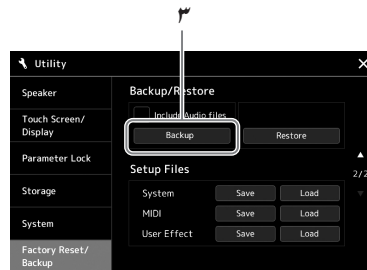 ٣
Utility
×
Speaker
Touch Screen/
Display
Parameter Lock
Storage
System
Factory Reset/
Backup
Backup/Restore
Include Audio files
Backup
Restore
Setup Files
System
Save
Load
MIDI
Save
Load
User Effect
Save
Load
2/2